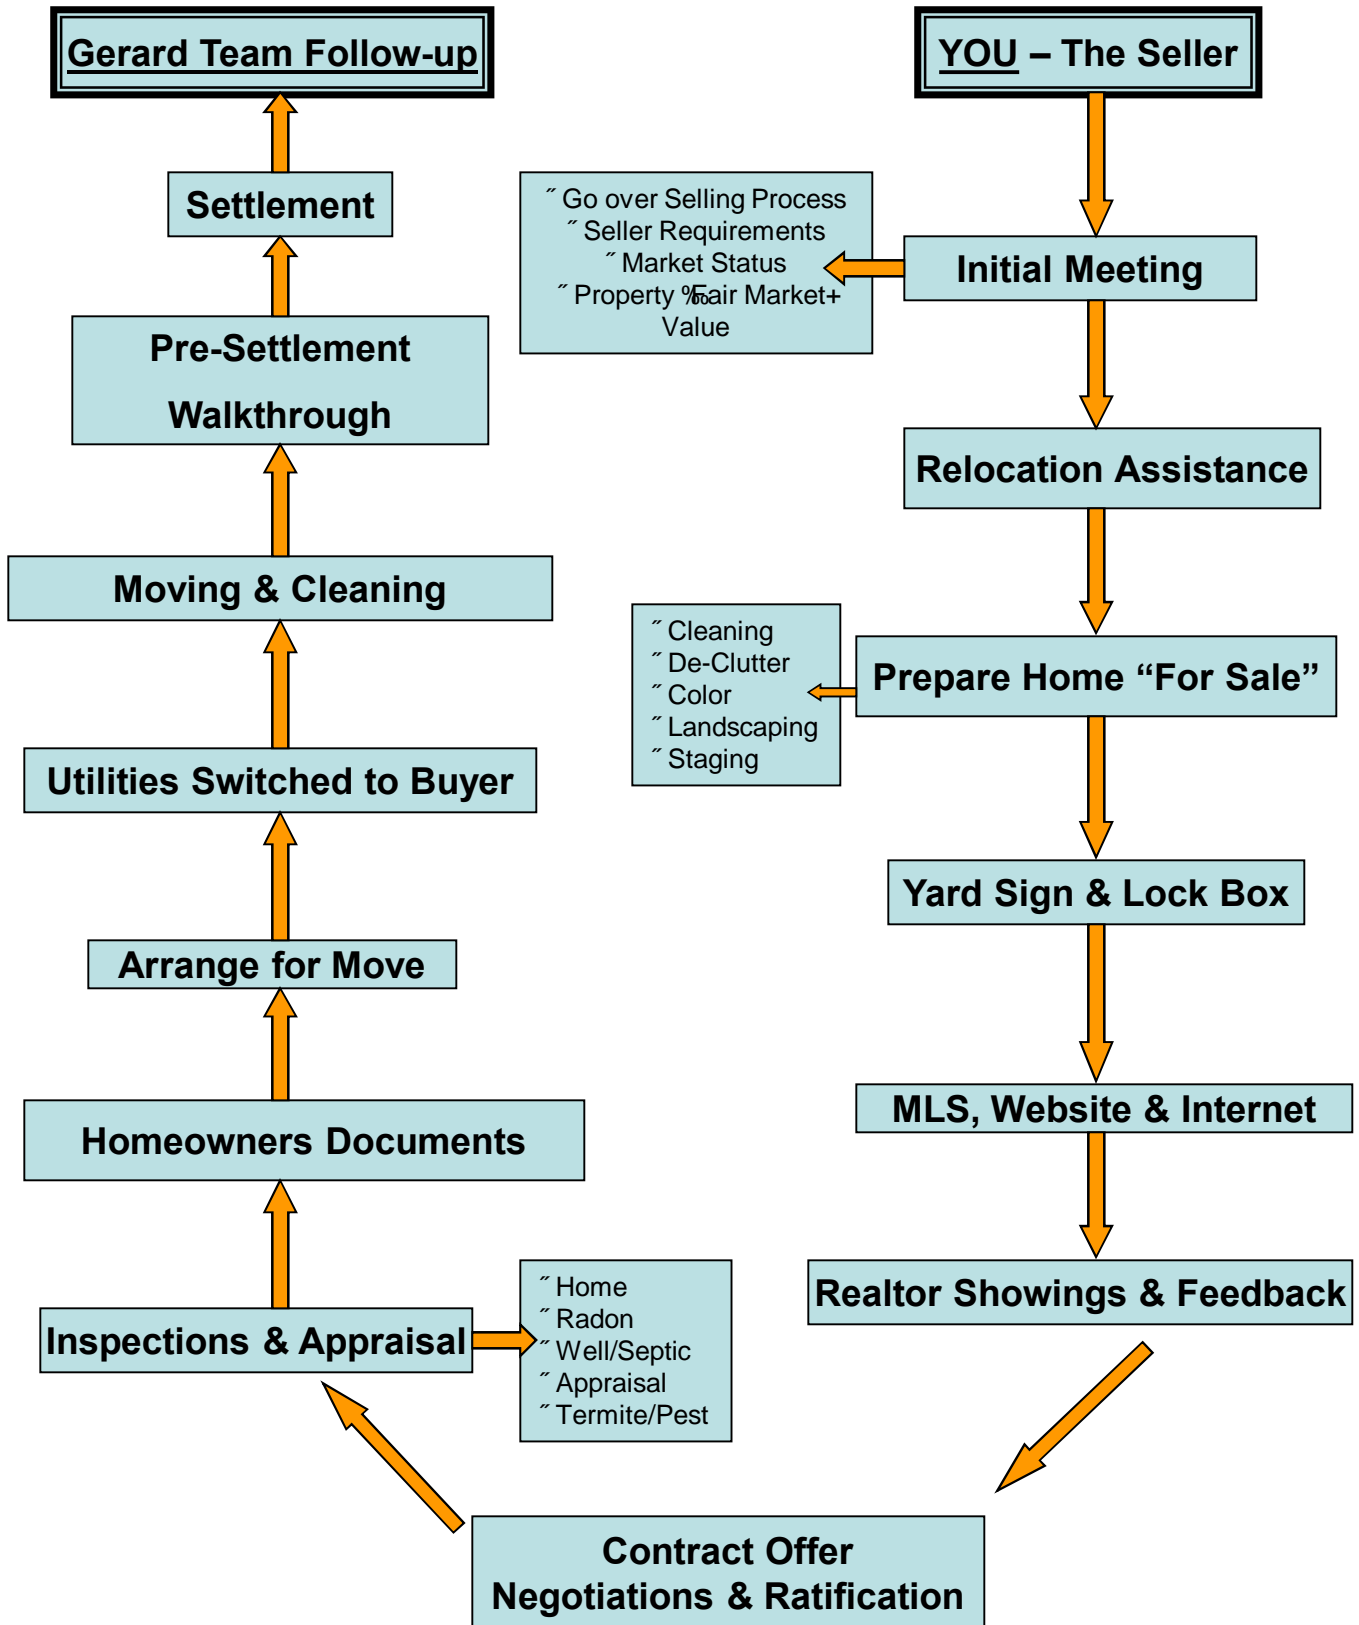 YOU – The Seller
Initial Meeting
˝ Go over Selling Process
˝ Seller Requirements
˝ Market Status
˝ Property ‰Fair Market+
Value
Relocation Assistance
Prepare Home “For Sale”
˝ Cleaning
˝ De-Clutter
˝ Color
˝ Landscaping
˝ Staging
Yard Sign & Lock Box
MLS, Website & Internet
Realtor Showings & Feedback
Contract Offer
Negotiations & Ratification
Inspections & Appraisal
˝ Home
˝ Radon
˝ Well/Septic
˝ Appraisal
˝ Termite/Pest
Homeowners Documents
Arrange for Move
Utilities Switched to Buyer
Moving & Cleaning
Pre-Settlement
Walkthrough
Settlement
Gerard Team Follow-up